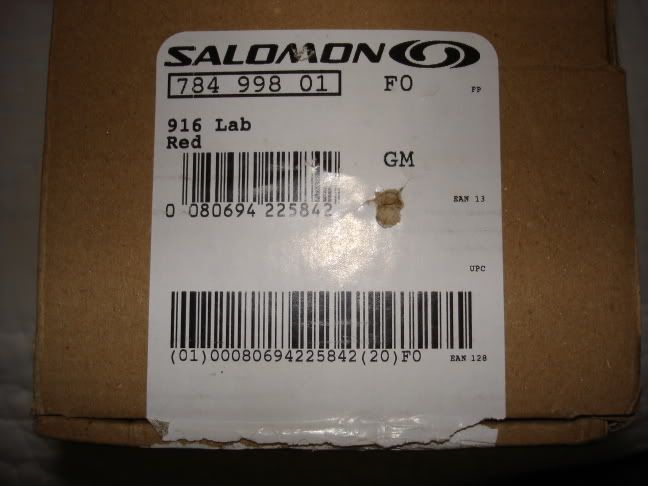 SALOMON
784 998 01 F0 PP
916 Lab
Red
GM
0 080694 225842
EAN 13
UPC
(01)00080694225842(20)F0 EAN 128